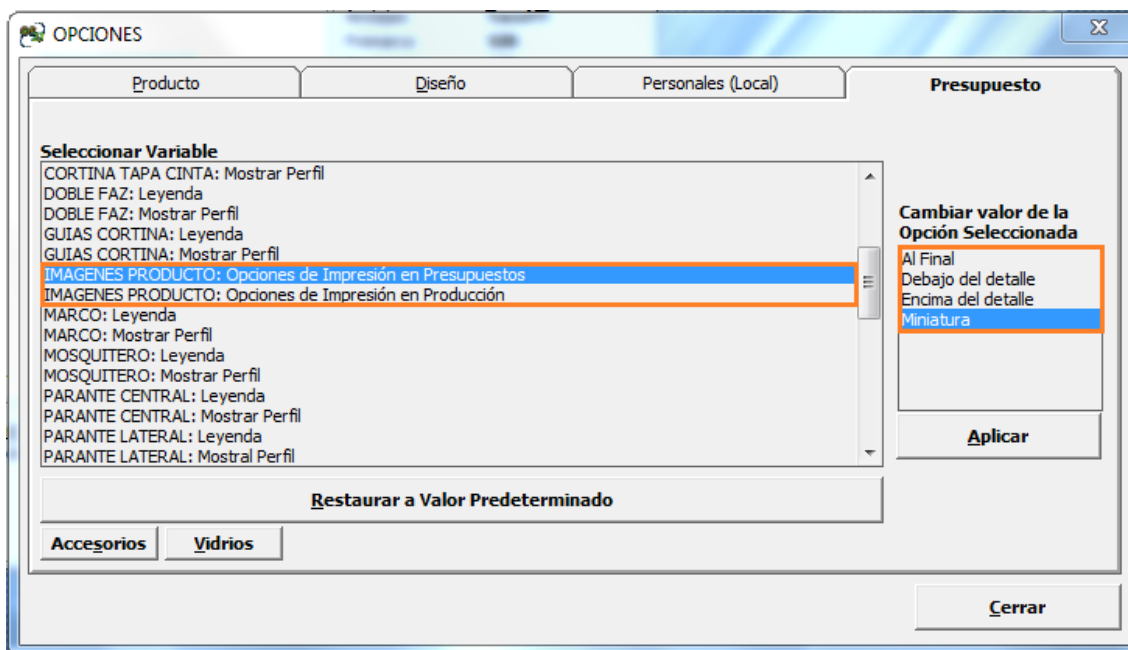 OPCIONES
Producto
Diseño
Personales (Local)
Presupuesto
Seleccionar Variable
CORTINA TAPA CINTA: Mostrar Perfil
DOBLE FAZ: Leyenda
DOBLE FAZ: Mostrar Perfil
GUIAS CORTINA: Leyenda
GUIAS CORTINA: Mostrar Perfil
IMAGENES PRODUCTO: Opciones de Impresión en Presupuestos
IMAGENES PRODUCTO: Opciones de Impresión en Producción
MARCO: Leyenda
MARCO: Mostrar Perfil
MOSQUITERO: Leyenda
MOSQUITERO: Mostrar Perfil
PARANTE CENTRAL: Leyenda
PARANTE CENTRAL: Mostrar Perfil
PARANTE LATERAL: Leyenda
PARANTE LATERAL: Mostral Perfil
Cambiar valor de la
Opción Seleccionada
Al Final
Debajo del detalle
Encima del detalle
Miniatura
Aplicar
Restaurar a Valor Predeterminado
Accesorios
Vidrios
Cerrar